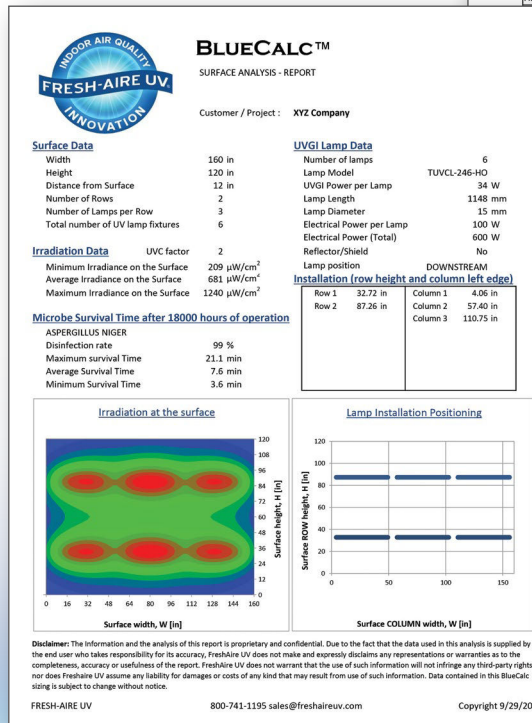 INDOOR AIR QUALITY
FRESH-AIRE UV
INNOVATION
BLUECALC™
SURFACE ANALYSIS - REPORT
Customer / Project : XYZ Company
Surface Data
Width 160 in
Height 120 in
Distance from Surface 12 in
Number of Rows 2
Number of Lamps per Row 3
Total number of UV lamp fixtures 6
UVGI Lamp Data
Number of lamps 6
Lamp Model TUVCL-246-HO
UVGI Power per Lamp 34 W
Lamp Length 1148 mm
Lamp Diameter 15 mm
Electrical Power per Lamp 100 W
Electrical Power (Total) 600 W
Reflector/Shield No
Lamp position DOWNSTREAM
Irradiation Data UVC factor 2
Minimum Irradiance on the Surface 209 µW/cm²
Average Irradiance on the Surface 681 µW/cm²
Maximum Irradiance on the Surface 1240 µW/cm²
Installation (row height and column left edge)
Row 1 32.72 in Column 1 4.06 in
Row 2 87.26 in Column 2 57.40 in
Column 3 110.75 in
Microbe Survival Time after 18000 hours of operation
ASPERGILLUS NIGER
Disinfection rate 99 %
Maximum survival Time 21.1 min
Average Survival Time 7.6 min
Minimum Survival Time 3.6 min
Irradiation at the surface
120
108
96
84
72
60
48
36
24
12
0
Surface height, H [in]
0 16 32 48 64 80 96 112 128 144 160
Surface width, W [in]
Lamp Installation Positioning
Surface ROW height, H [in]
120
100
80
60
40
20
0
0 50 100 150
Surface COLUMN width, W [in]
Disclaimer: The Information and the analysis of this report is proprietary and confidential. Due to the fact that the data used in this analysis is supplied by
the end user who takes responsibility for its accuracy, FreshAire UV does not make and expressly disclaims any representations or warranties as to the
completeness, accuracy or usefulness of the report. FreshAire UV does not warrant that the use of such information will not infringe any third-party rights
nor does Freshaire UV assume any liability for damages or costs of any kind that may result from use of such information. Data contained in this BlueCalc
sizing is subject to change without notice.
FRESH-AIRE UV 800-741-1195 sales@freshaireuv.com Copyright 9/29/20